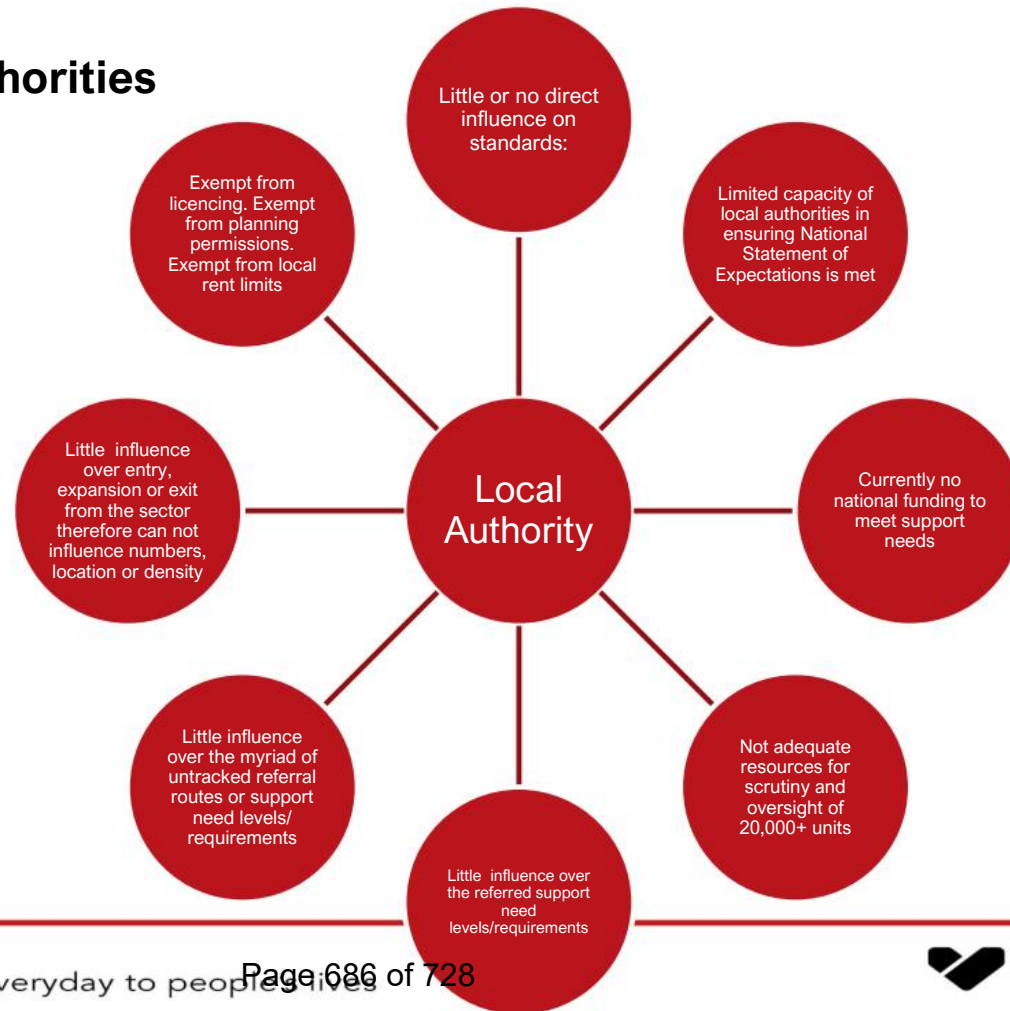 horities
Little or no direct
influence on
standards:
Limited capacity of
local authorities in
ensuring National
Statement of
Expectations is met
Currently no
national funding to
meet support
needs
Not adequate
resources for
scrutiny and
oversight of
20,000+ units
Little influence over
the referred support
need
levels/requirements
Little influence
over the myriad of
untracked referral
routes or support
need levels/
requirements
Little influence
over entry,
expansion or exit
from the sector
therefore can not
influence numbers,
location or density
Exempt from
licencing. Exempt
from planning
permissions.
Exempt from local
rent limits
Local
Authority
veryday to people's lives
Page 686 of 728